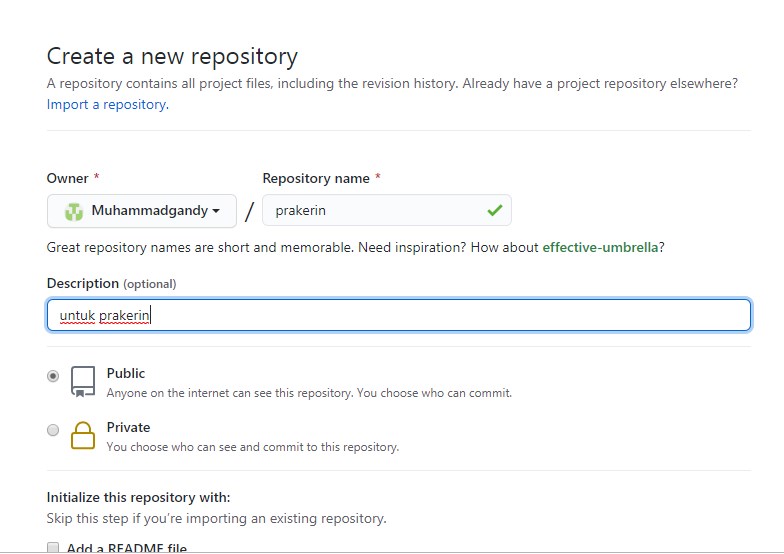 Create a new repository
A repository contains all project files, including the revision history. Already have a project repository elsewhere?
Import a repository.
Owner * Repository name *
Muhammadgandy / prakerin
Great repository names are short and memorable. Need inspiration? How about effective-umbrella?
Description (optional)
untuk prakerin
Public
Anyone on the internet can see this repository. You choose who can commit.
Private
You choose who can see and commit to this repository.
Initialize this repository with:
Skip this step if you're importing an existing repository.
Add a README file